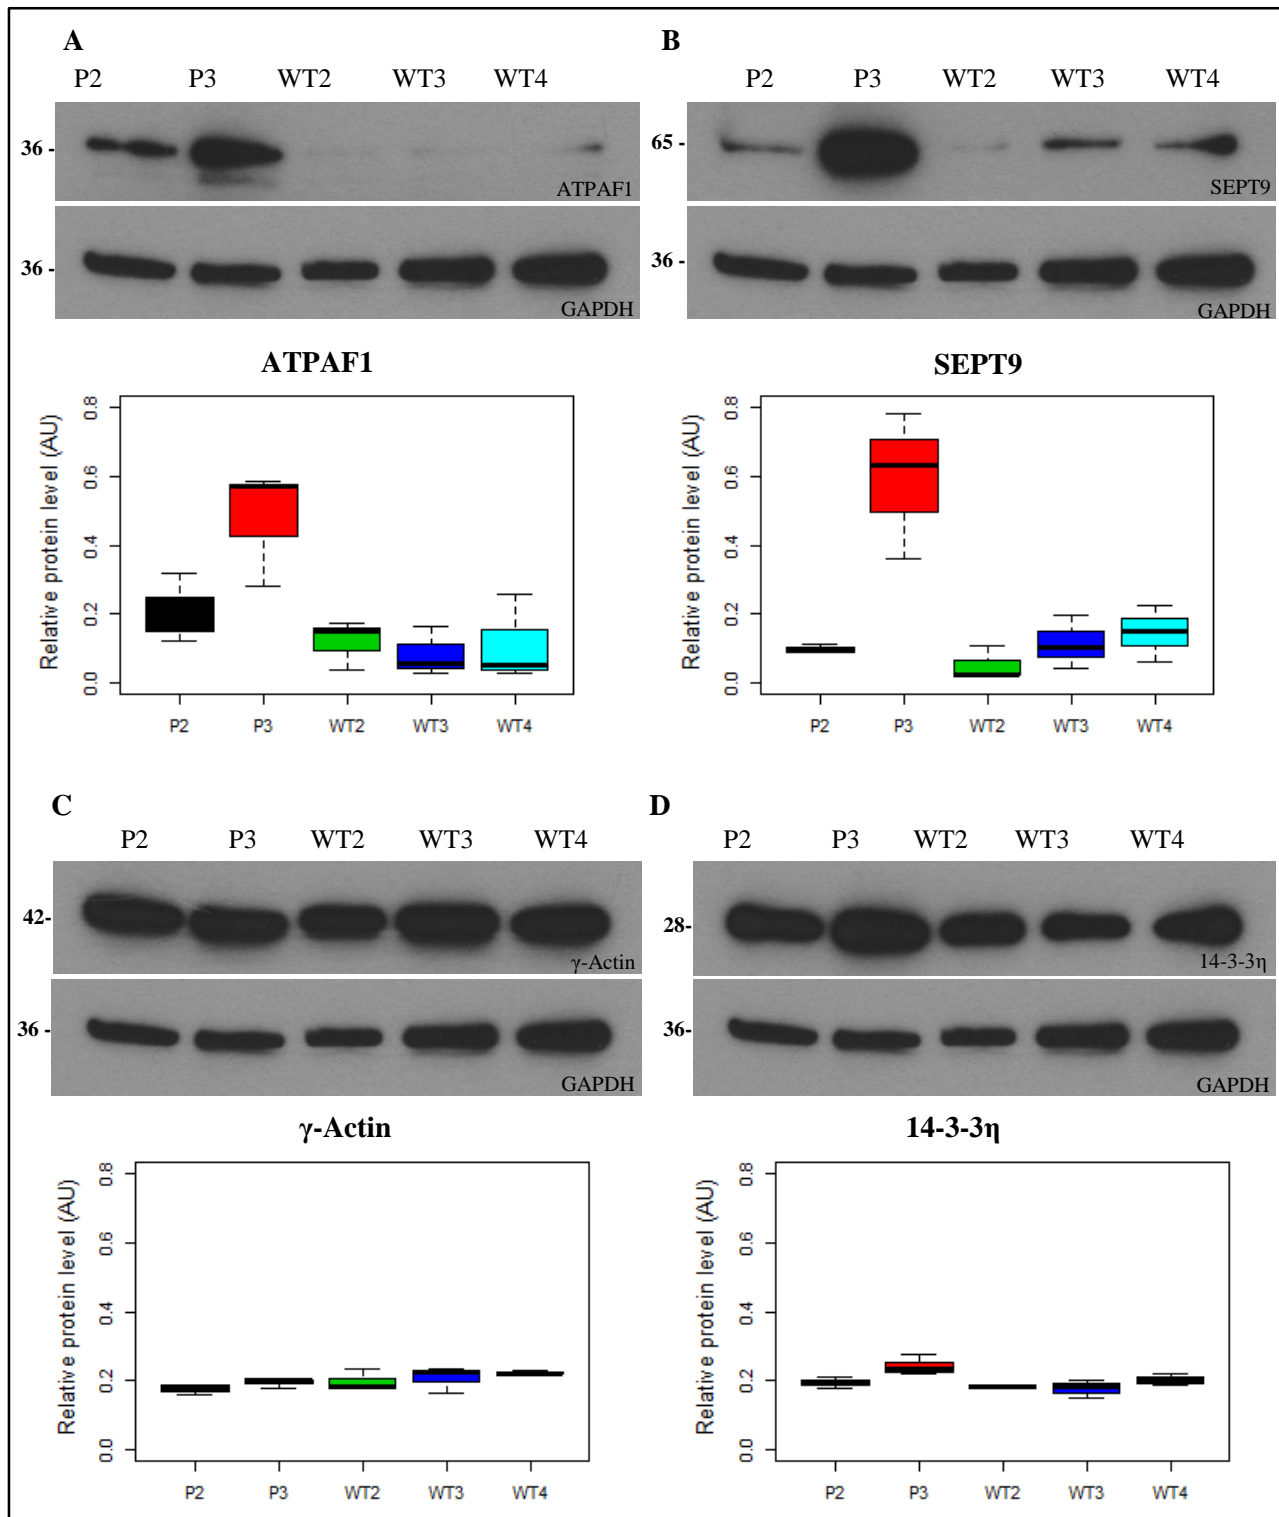 A
P2 P3 WT2 WT3 WT4
36 -
ATPAF1
36 -
GAPDH
ATPAF1
Relative protein level (AU)
0.8
0.6
0.4
0.2
0.0
P2 P3 WT2 WT3 WT4
B
P2 P3 WT2 WT3 WT4
65 -
SEPT9
36 -
GAPDH
SEPT9
Relative protein level (AU)
0.8
0.6
0.4
0.2
0.0
P2 P3 WT2 WT3 WT4
C
P2 P3 WT2 WT3 WT4
42-
γ-Actin
36 -
GAPDH
γ-Actin
Relative protein level (AU)
0.8
0.6
0.4
0.2
0.0
P2 P3 WT2 WT3 WT4
D
P2 P3 WT2 WT3 WT4
28-
14-3-3η
36-
GAPDH
14-3-3η
Relative protein level (AU)
0.8
0.6
0.4
0.2
0.0
P2 P3 WT2 WT3 WT4